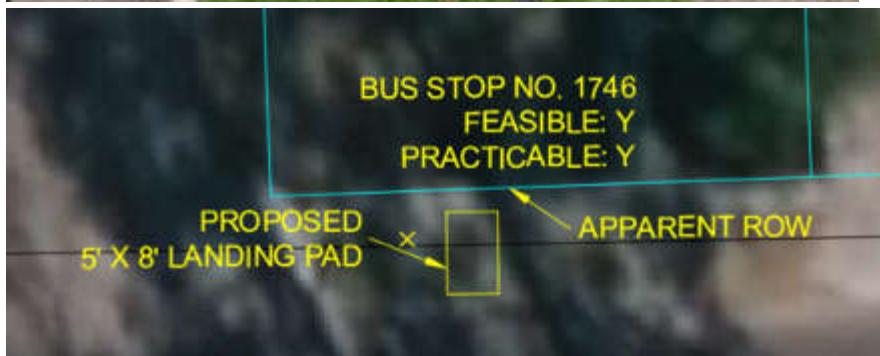 BUS STOP NO. 1746
FEASIBLE: Y
PRACTICABLE: Y
PROPOSED
5' X 8' LANDING PAD
APPARENT ROW